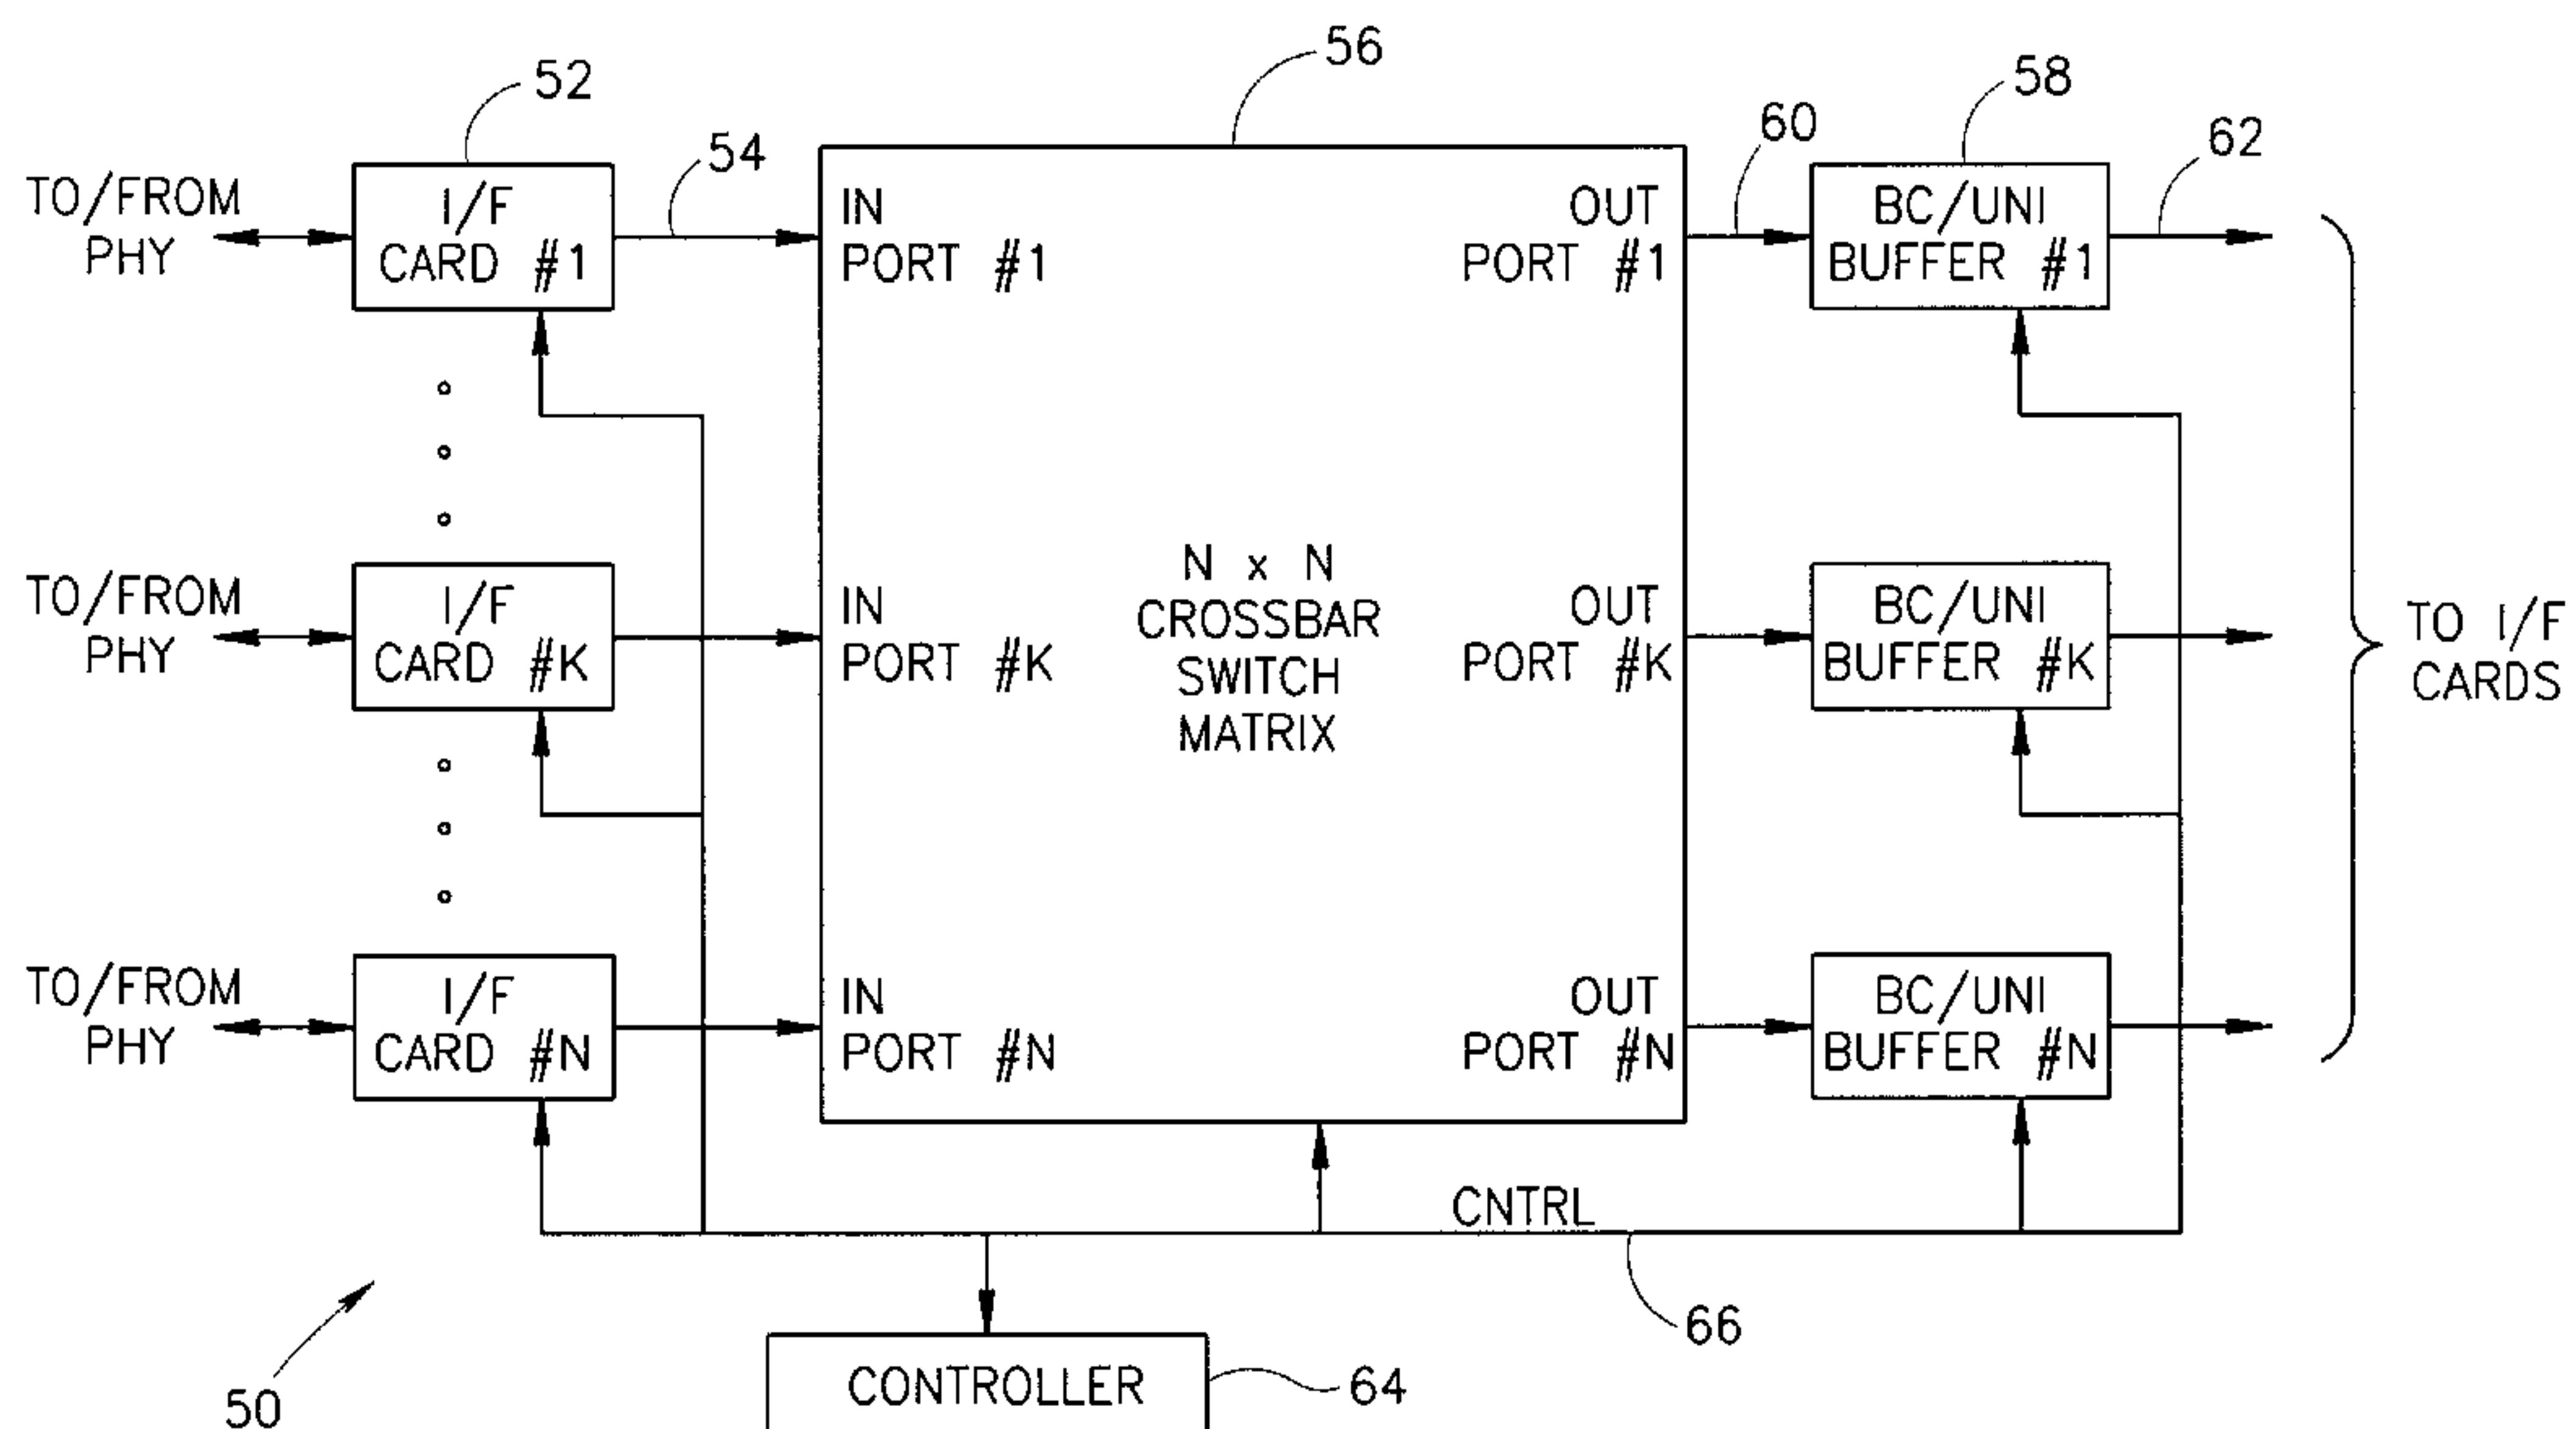 56
52
58
60
54
62
TO/FROM
PHY
I/F
CARD #1
IN
PORT #1
OUT
PORT #1
BC/UNI
BUFFER #1
TO/FROM
PHY
I/F
CARD #K
IN
PORT #K
N x N
CROSSBAR
SWITCH
MATRIX
OUT
PORT #K
BC/UNI
BUFFER #K
TO I/F
CARDS
TO/FROM
PHY
I/F
CARD #N
IN
PORT #N
OUT
PORT #N
BC/UNI
BUFFER #N
CNTRL
66
50
CONTROLLER
64